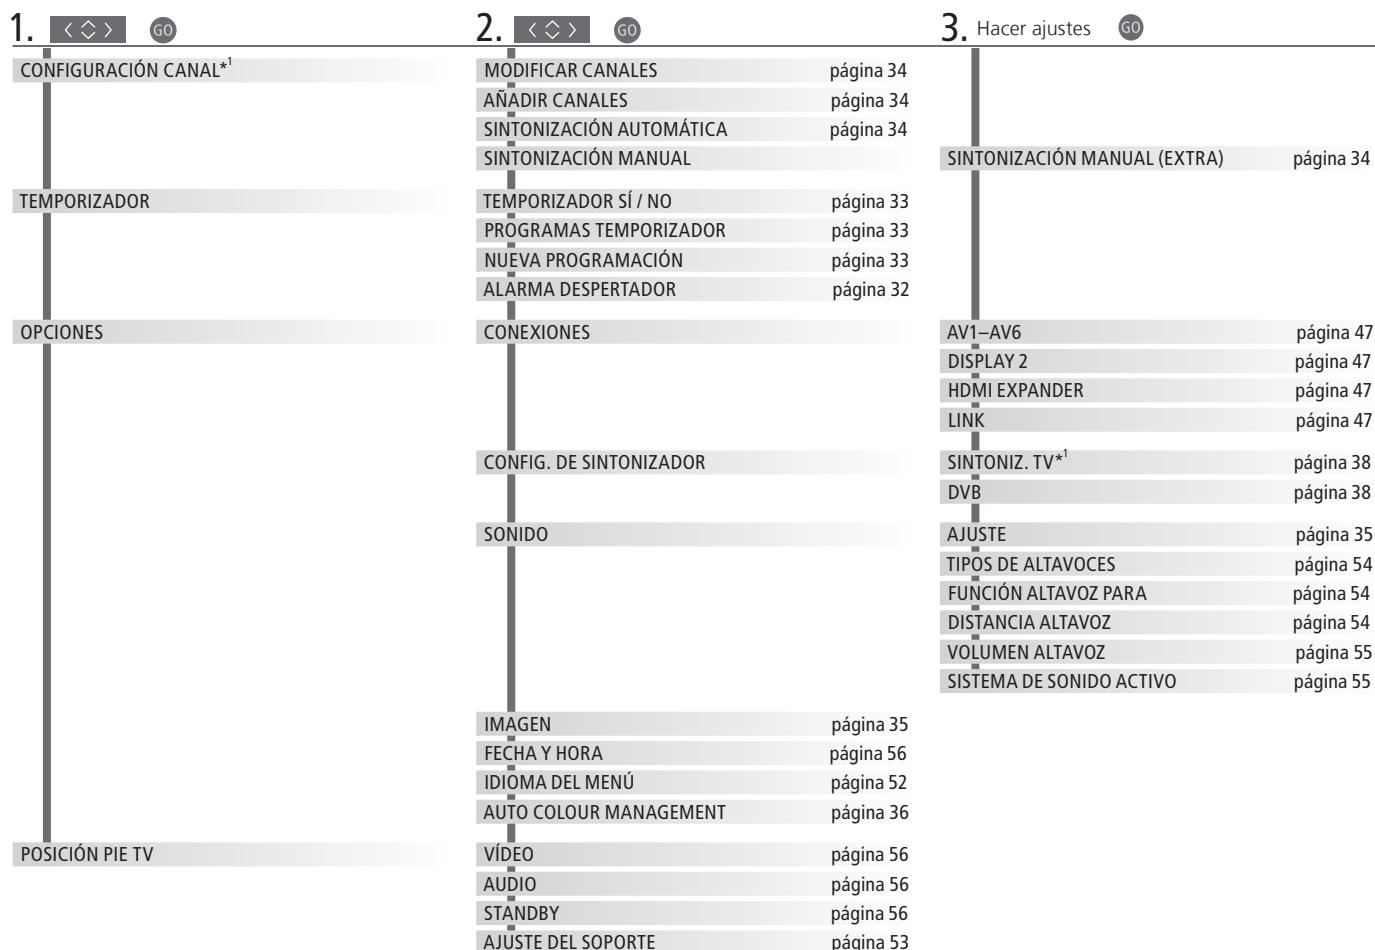 1. GO 2. GO 3. Hacer ajustes GO
CONFIGURACIÓN CANAL*1 MODIFICAR CANALES página 34
AÑADIR CANALES página 34
SINTONIZACIÓN AUTOMÁTICA página 34
SINTONIZACIÓN MANUAL SINTONIZACIÓN MANUAL (EXTRA) página 34
TEMPORIZADOR TEMPORIZADOR SÍ / NO página 33
PROGRAMAS TEMPORIZADOR página 33
NUEVA PROGRAMACIÓN página 33
ALARMA DESPERTADOR página 32
OPCIONES CONEXIONES AV1–AV6 página 47
DISPLAY 2 página 47
HDMI EXPANDER página 47
LINK página 47
CONFIG. DE SINTONIZADOR SINTONIZ. TV*1 página 38
DVB página 38
SONIDO AJUSTE página 35
TIPOS DE ALTAVOCES página 54
FUNCIÓN ALTAVOZ PARA página 54
DISTANCIA ALTAVOZ página 54
VOLUMEN ALTAVOZ página 55
SISTEMA DE SONIDO ACTIVO página 55
IMAGEN página 35
FECHA Y HORA página 56
IDIOMA DEL MENÚ página 52
AUTO COLOUR MANAGEMENT página 36
POSICIÓN PIE TV VÍDEO página 56
AUDIO página 56
STANDBY página 56
AJUSTE DEL SOPORTE página 53